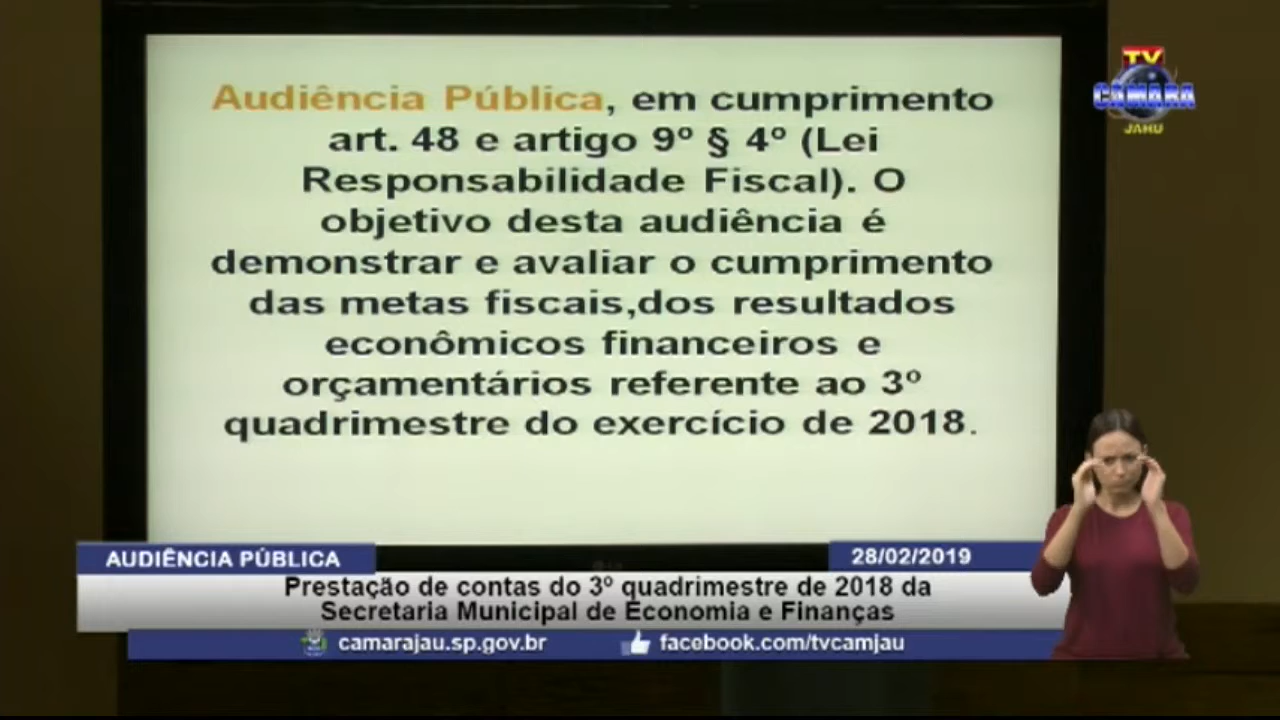 Audiência Pública, em cumprimento
art. 48 e artigo 9º § 4º (Lei
Responsabilidade Fiscal). O
objetivo desta audiência é
demonstrar e avaliar o cumprimento
das metas fiscais,dos resultados
econômicos financeiros e
orçamentários referente ao 3º
quadrimestre do exercício de 2018.
TV
CÂMARA
JAHU
AUDIÊNCIA PÚBLICA
28/02/2019
Prestação de contas do 3º quadrimestre de 2018 da
Secretaria Municipal de Economia e Finanças
camarajau.sp.gov.br
facebook.com/tvcamjau